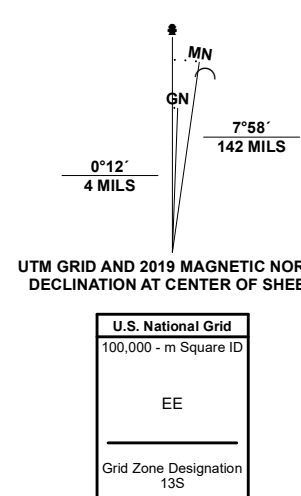 MN
GN
7°58´
142 MILS
0°12´
4 MILS
UTM GRID AND 2019 MAGNETIC NOR
DECLINATION AT CENTER OF SHEE
U.S. National Grid
100,000 - m Square ID
EE
Grid Zone Designation
13S